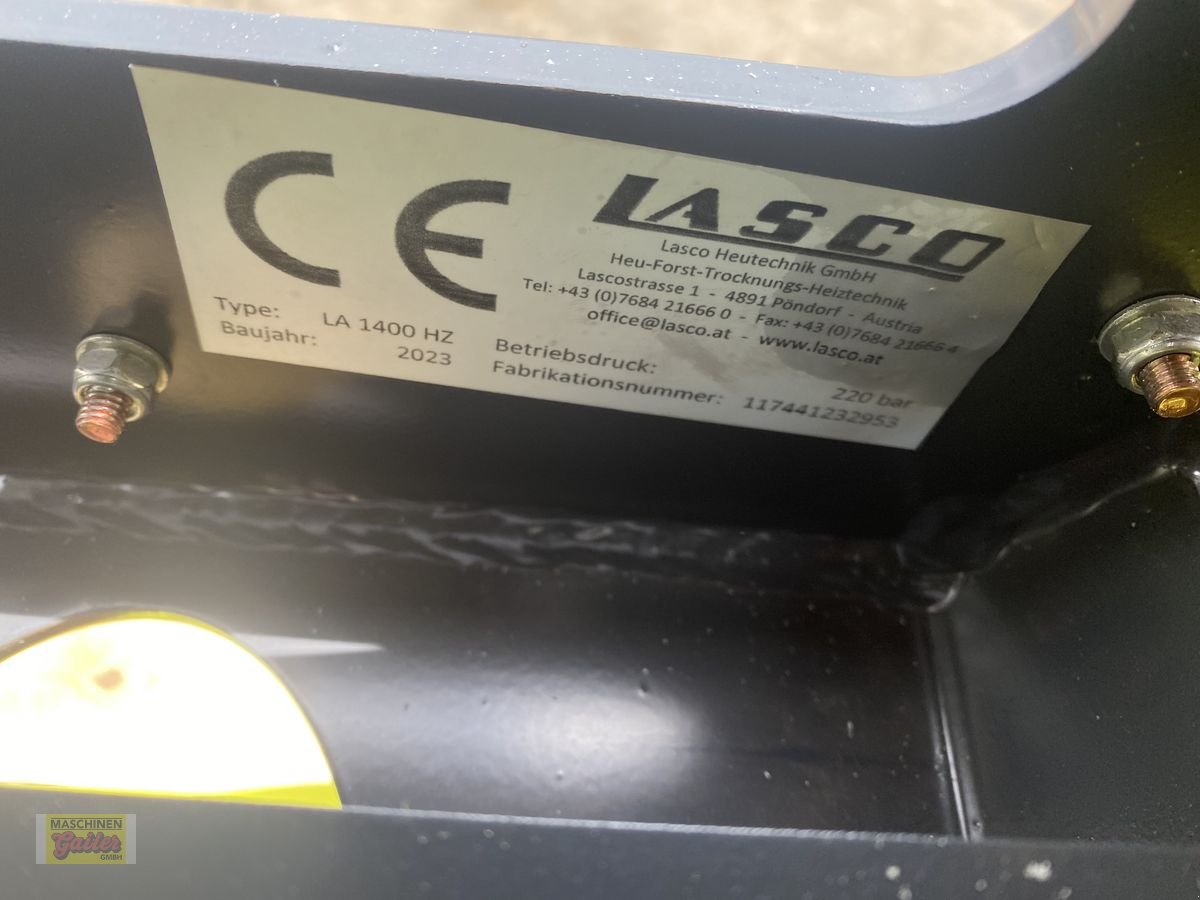 CE
LASCO
Lasco Heutechnik GmbH
Heu-Forst-Trocknungs-Heiztechnik
Lascostrasse 1 - 4891 Pöndorf - Austria
Tel: +43 (0)7684 21666 0 - Fax: +43 (0)7684 21666 4
office@lasco.at - www.lasco.at
Type: LA 1400 HZ
Baujahr: 2023
Betriebsdruck: 220 bar
Fabrikationsnummer: 117441232953
MASCHINEN
Gailer
GMBH